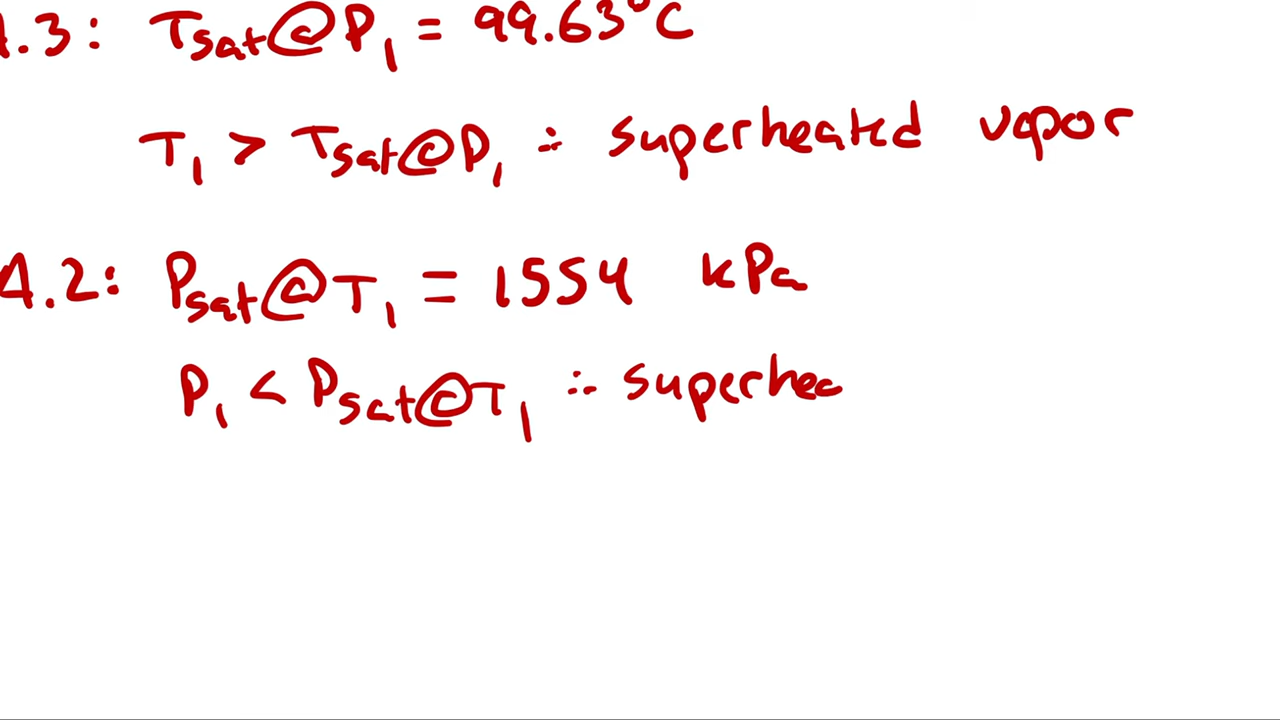 A.3: Tsat@P1 = 99.63°C
T1 > Tsat@P1 ∴ superheated vapor
A.2: Psat@T1 = 1554 kPa
P1 < Psat@T1 ∴ superhea